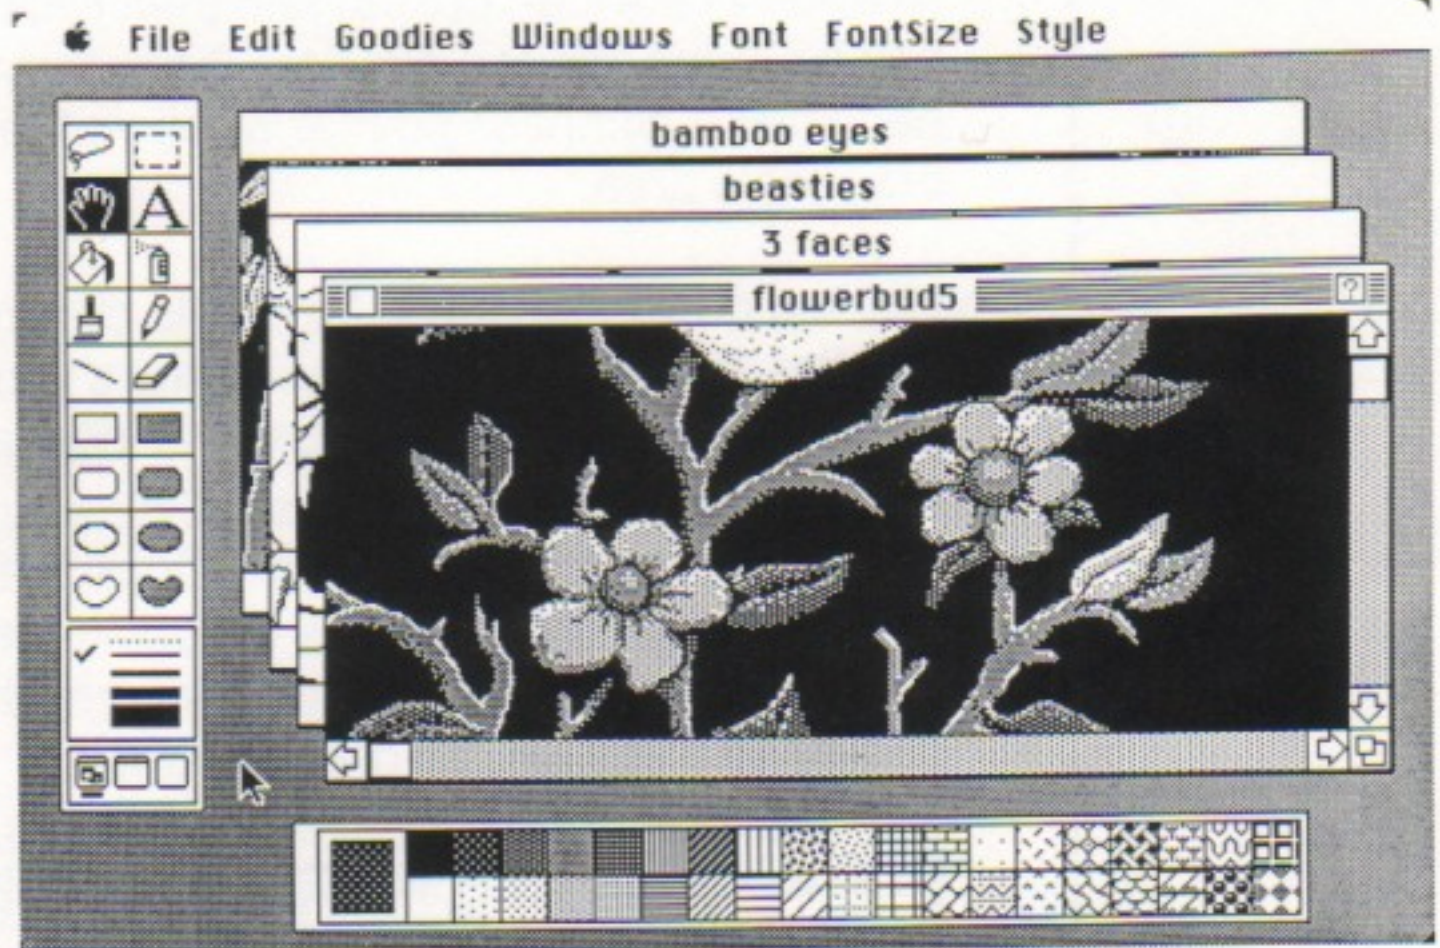 File Edit Goodies Windows Font FontSize Style
bamboo eyes
beasties
3 faces
flowerbud5
?
A